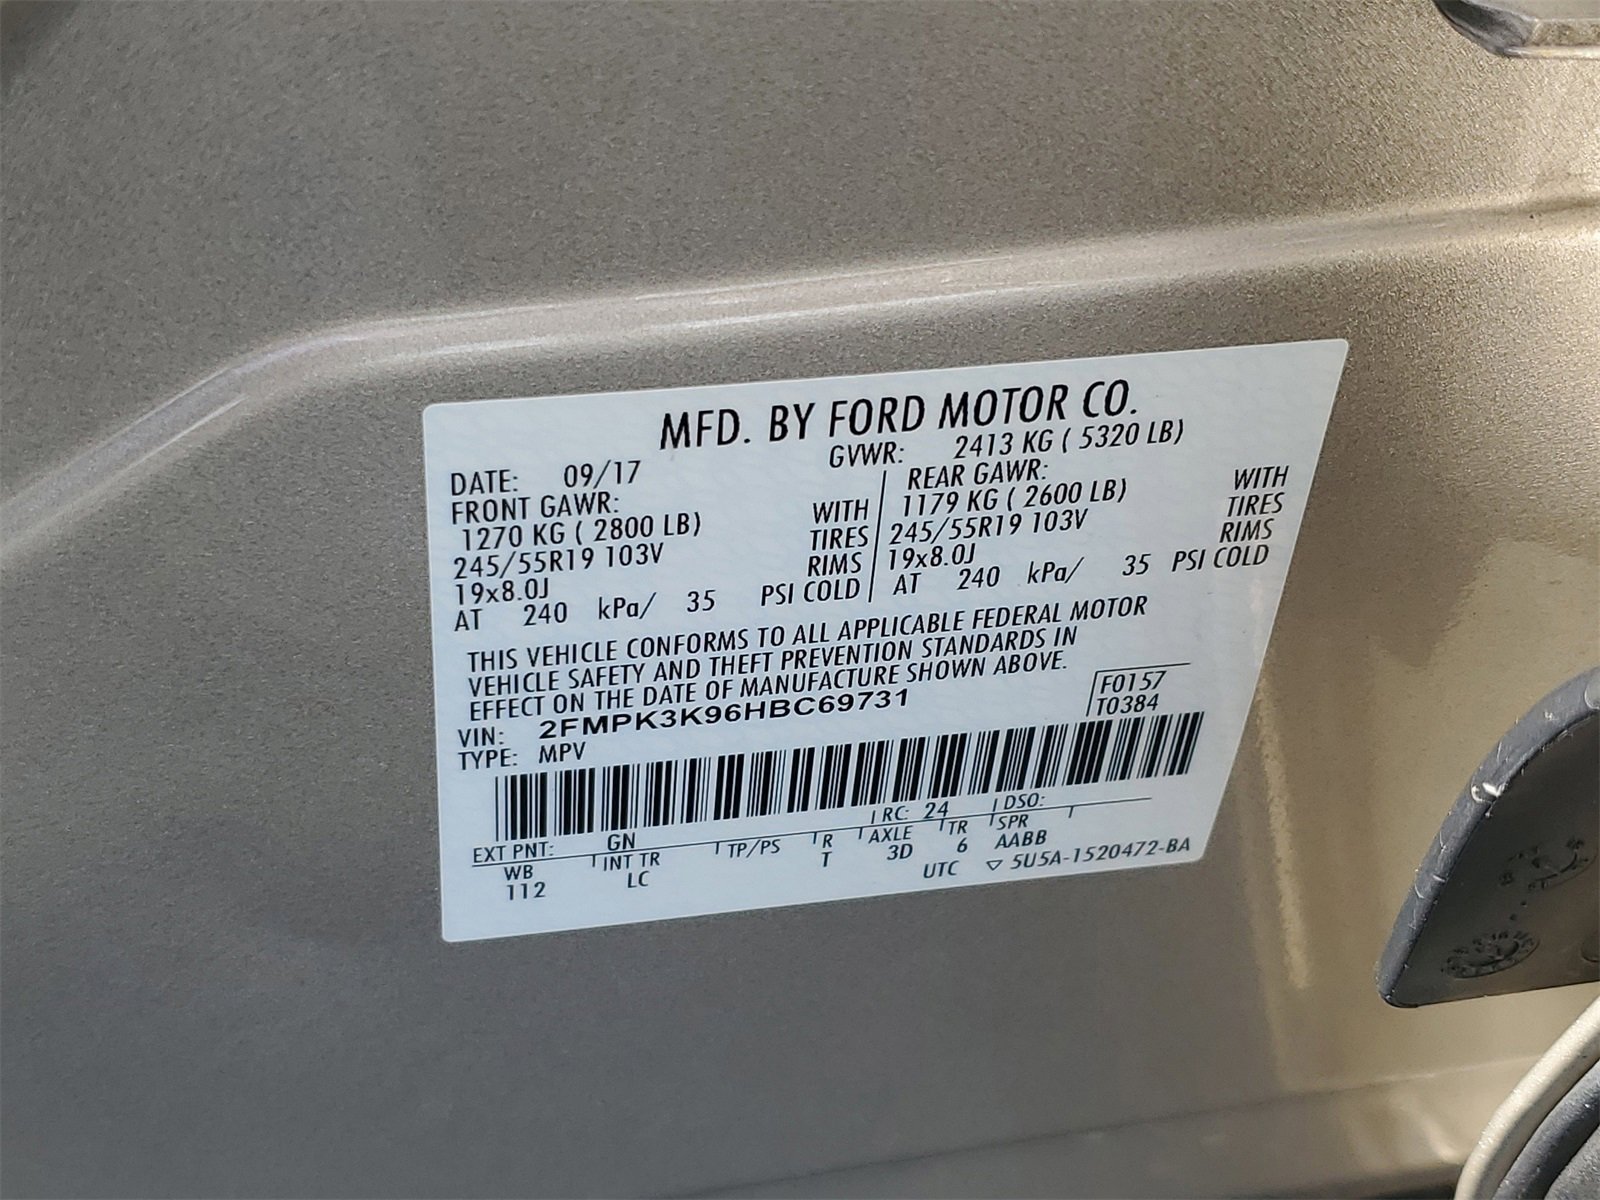 MFD. BY FORD MOTOR CO.
DATE: 09/17 GVWR: 2413 KG ( 5320 LB)
FRONT GAWR: REAR GAWR:
1270 KG ( 2800 LB) WITH 1179 KG ( 2600 LB) WITH
245/55R19 103V TIRES 245/55R19 103V TIRES
19x8.0J RIMS 19x8.0J RIMS
AT 240 kPa/ 35 PSI COLD AT 240 kPa/ 35 PSI COLD
THIS VEHICLE CONFORMS TO ALL APPLICABLE FEDERAL MOTOR
VEHICLE SAFETY AND THEFT PREVENTION STANDARDS IN
EFFECT ON THE DATE OF MANUFACTURE SHOWN ABOVE.
VIN: 2FMPK3K96HBC69731 F0157
TYPE: MPV T0384
EXT PNT: GN RC: 24 DSO:
WB INT TR TP/PS R AXLE TR SPR
112 LC T 3D 6 AABB
UTC ▽ 5U5A-1520472-BA